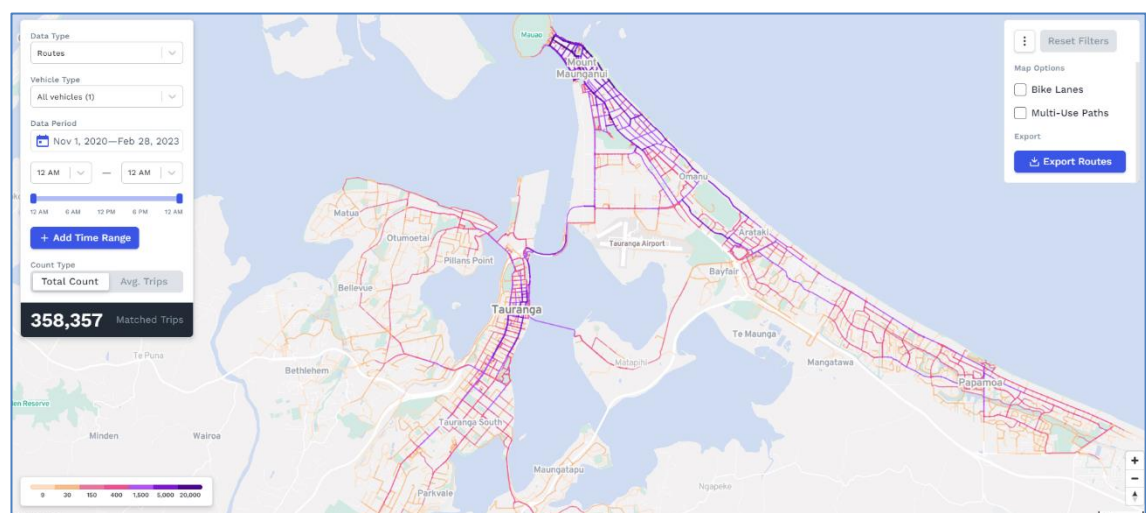 Data Type
Routes
Vehicle Type
All vehicles (1)
Data Period
Nov 1, 2020—Feb 28, 2023
12 AM — 12 AM
12 AM 6 AM 12 PM 6 PM 12 AM
+ Add Time Range
Count Type
Total Count Avg. Trips
358,357 Matched Trips
Reset Filters
Map Options
Bike Lanes
Multi-Use Paths
Export
Export Routes
Mauao
Mount
Maunganui
Omanu
Matua
Otumoetai
Arataki
Tauranga Airport
Pillans Point
Bayfair
Bellevue
Tauranga
Te Maunga
Te Puna
Matapihi
Mangatawa
Bethlehem
Papamoa
Reserve
Tauranga South
Minden
Wairoa
Maungatapu
Ngapeke
Parkvale
0 30 150 400 1,500 5,000 20,000
+
−